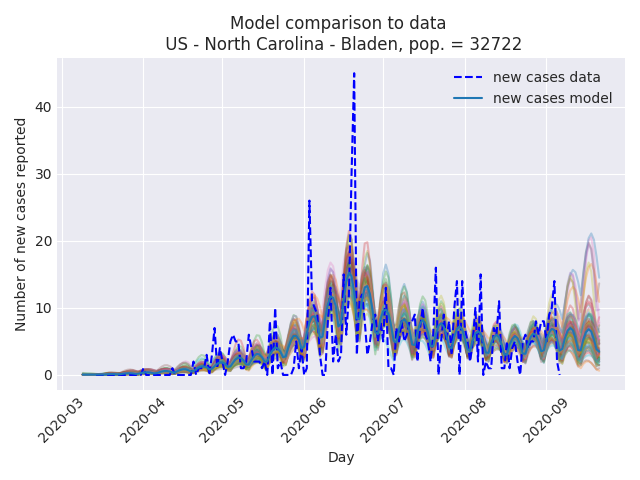 Model comparison to data
US - North Carolina - Bladen, pop. = 32722
new cases data
new cases model
Number of new cases reported
40
30
20
10
0
2020-03
2020-04
2020-05
2020-06
2020-07
2020-08
2020-09
Day